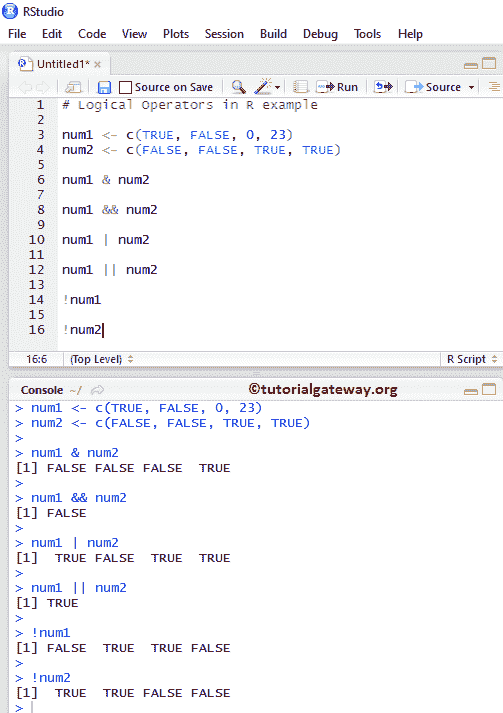 RStudio
File Edit Code View Plots Session Build Debug Tools Help
Untitled1*
Source on Save Run Source
1 # Logical Operators in R example
2
3 num1 <- c(TRUE, FALSE, 0, 23)
4 num2 <- c(FALSE, FALSE, TRUE, TRUE)
5
6 num1 & num2
7
8 num1 && num2
9
10 num1 | num2
11
12 num1 || num2
13
14 !num1
15
16 !num2
16:6 (Top Level) R Script
Console ~/ ©tutorialgateway.org
> num1 <- c(TRUE, FALSE, 0, 23)
> num2 <- c(FALSE, FALSE, TRUE, TRUE)
>
> num1 & num2
[1] FALSE FALSE FALSE  TRUE
>
> num1 && num2
[1] FALSE
>
> num1 | num2
[1]  TRUE FALSE  TRUE  TRUE
>
> num1 || num2
[1] TRUE
>
> !num1
[1] FALSE  TRUE  TRUE FALSE
>
> !num2
[1]  TRUE  TRUE FALSE FALSE
>